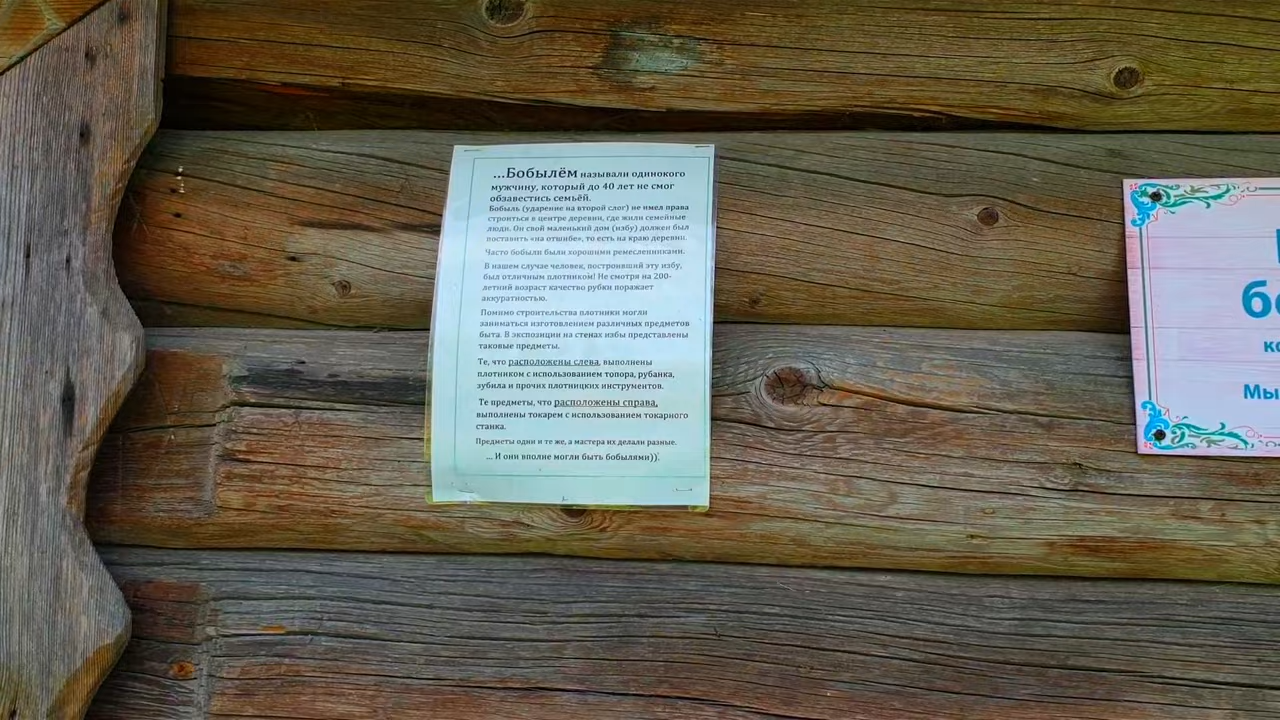 ...Бобылём называли одинокого
мужчину, который до 40 лет не смог
обзавестись семьёй.
Бобыль (ударение на второй слог) не имел права
строиться в центре деревни, где жили семейные
люди. Он свой маленький дом (избу) должен был
поставить «на отшибе», то есть на краю деревни.
Часто бобыли были хорошими ремесленниками.
В нашем случае человек, построивший эту избу,
был отличным плотником! Не смотря на 200-
летний возраст качество рубки поражает
аккуратностью.
Помимо строительства плотники могли
заниматься изготовлением различных предметов
быта. В экспозиции на стенах избы представлены
таковые предметы.
Те, что расположены слева, выполнены
плотником с использованием топора, рубанка,
зубила и прочих плотницких инструментов.
Те предметы, что расположены справа,
выполнены токарем с использованием токарного
станка.
Предметы одни и те же, а мастера их делали разные.
... И они вполне могли быть бобылями)).
Мы